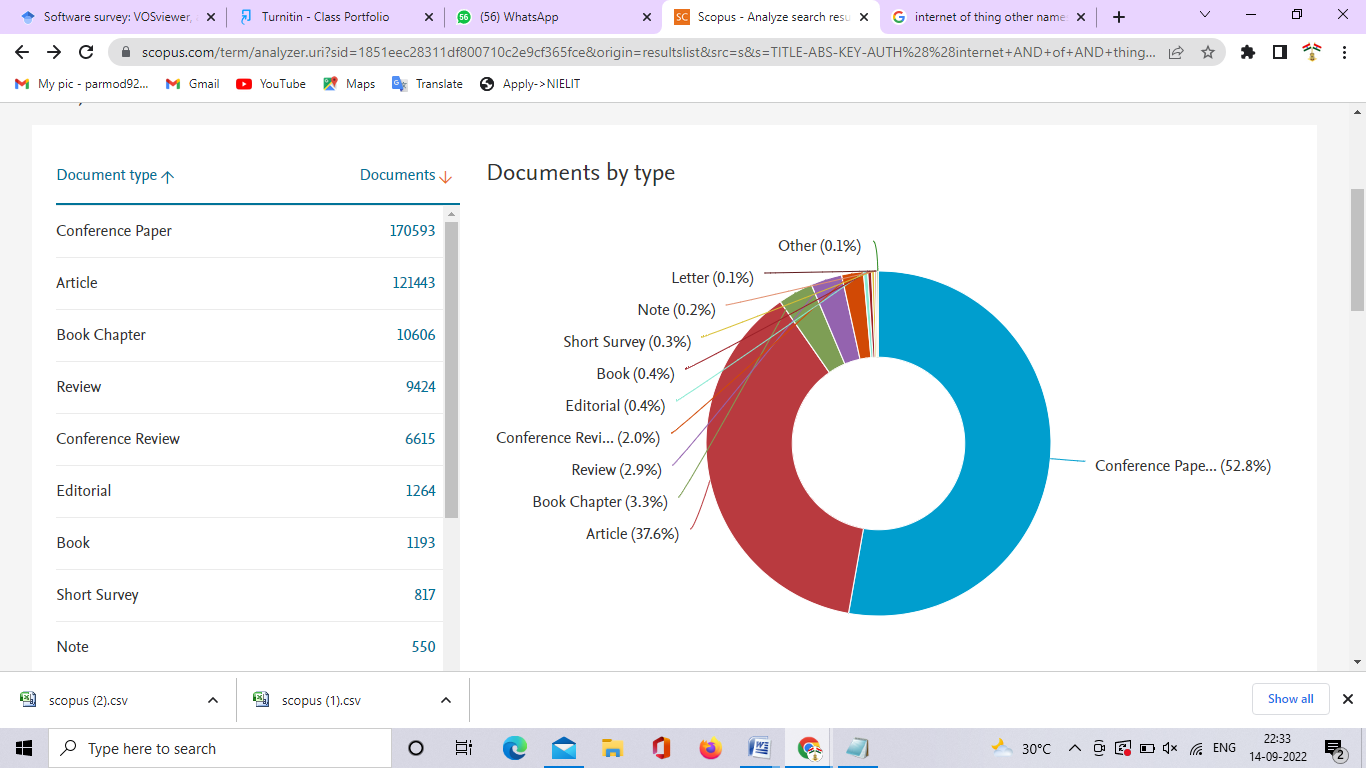 Software survey: VOSviewer,
Turnitin - Class Portfolio
(56) WhatsApp
Scopus - Analyze search resu
internet of thing other name
scopus.com/term/analyzer.uri?sid=1851eec28311df800710c2e9cf365fce&origin=resultslist&src=s&s=TITLE-ABS-KEY-AUTH%28%28internet+AND+of+AND+thing...
My pic - parmod92...
Gmail
YouTube
Maps
Translate
Apply->NIELIT
Document type Documents
Conference Paper 170593
Article 121443
Book Chapter 10606
Review 9424
Conference Review 6615
Editorial 1264
Book 1193
Short Survey 817
Note 550
Documents by type
Other (0.1%)
Letter (0.1%)
Note (0.2%)
Short Survey (0.3%)
Book (0.4%)
Editorial (0.4%)
Conference Revi... (2.0%)
Review (2.9%)
Book Chapter (3.3%)
Article (37.6%)
Conference Pape... (52.8%)
scopus (2).csv
scopus (1).csv
Show all
Type here to search
30°C
ENG
22:33
14-09-2022
2